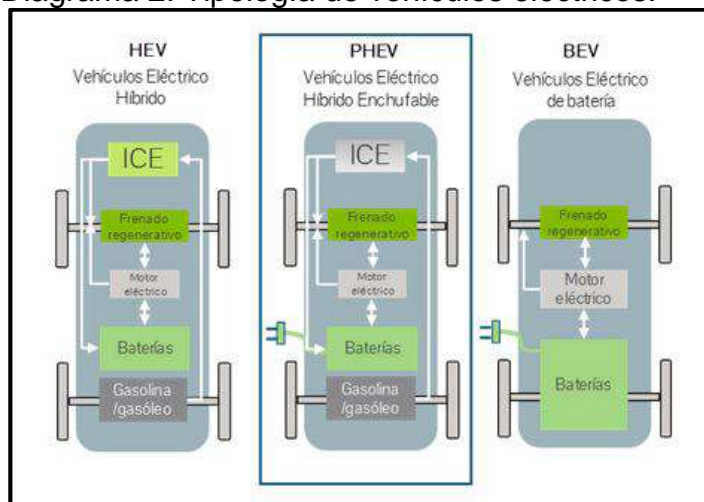 Diagrama 2. Tipología de vehículos eléctricos.
HEV
Vehículos Eléctrico
Híbrido
ICE
Frenado
regenerativo
Motor
eléctrico
Baterías
Gasolina
/gasóleo
PHEV
Vehículos Eléctrico
Híbrido Enchufable
ICE
Frenado
regenerativo
Motor
eléctrico
Baterías
Gasolina
/gasóleo
BEV
Vehículos Eléctrico
de batería
Frenado
regenerativo
Motor
eléctrico
Baterías